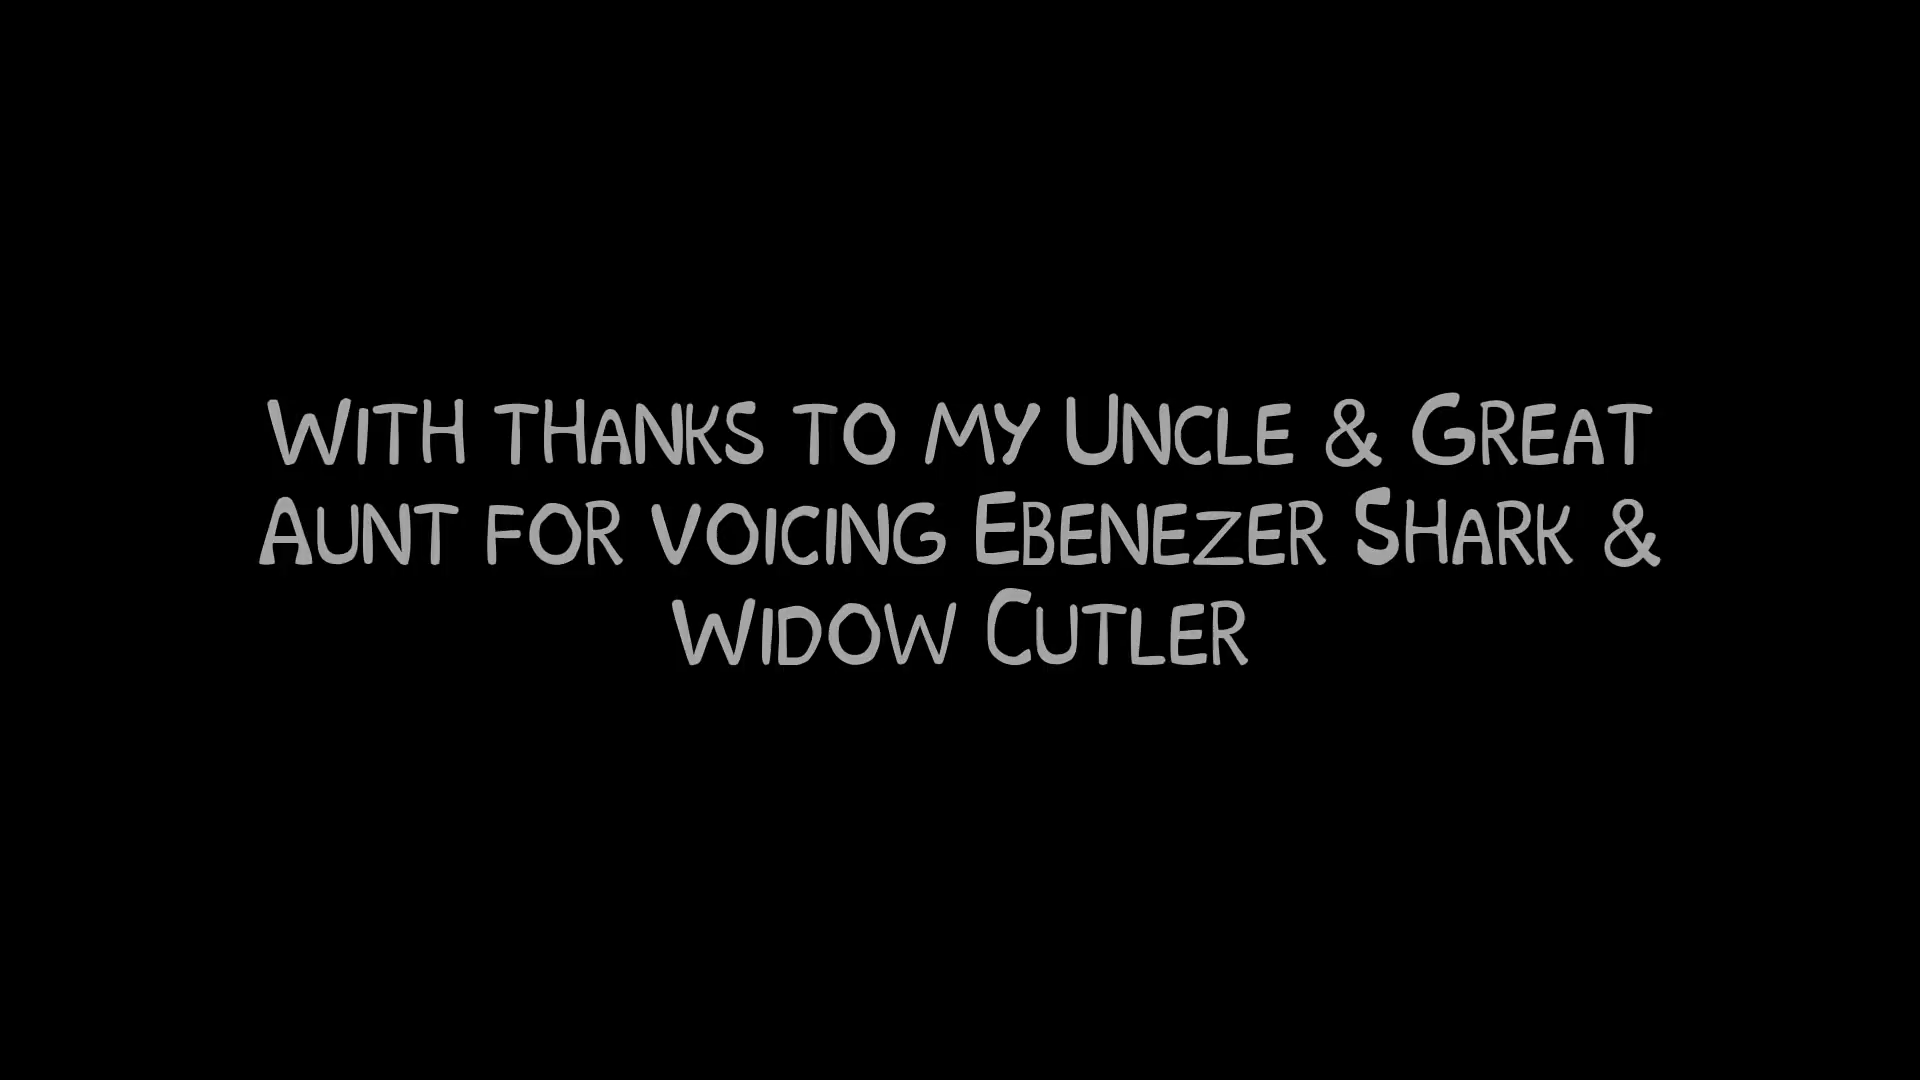 With thanks to my Uncle & Great
Aunt for voicing Ebenezer Shark &
Widow Cutler